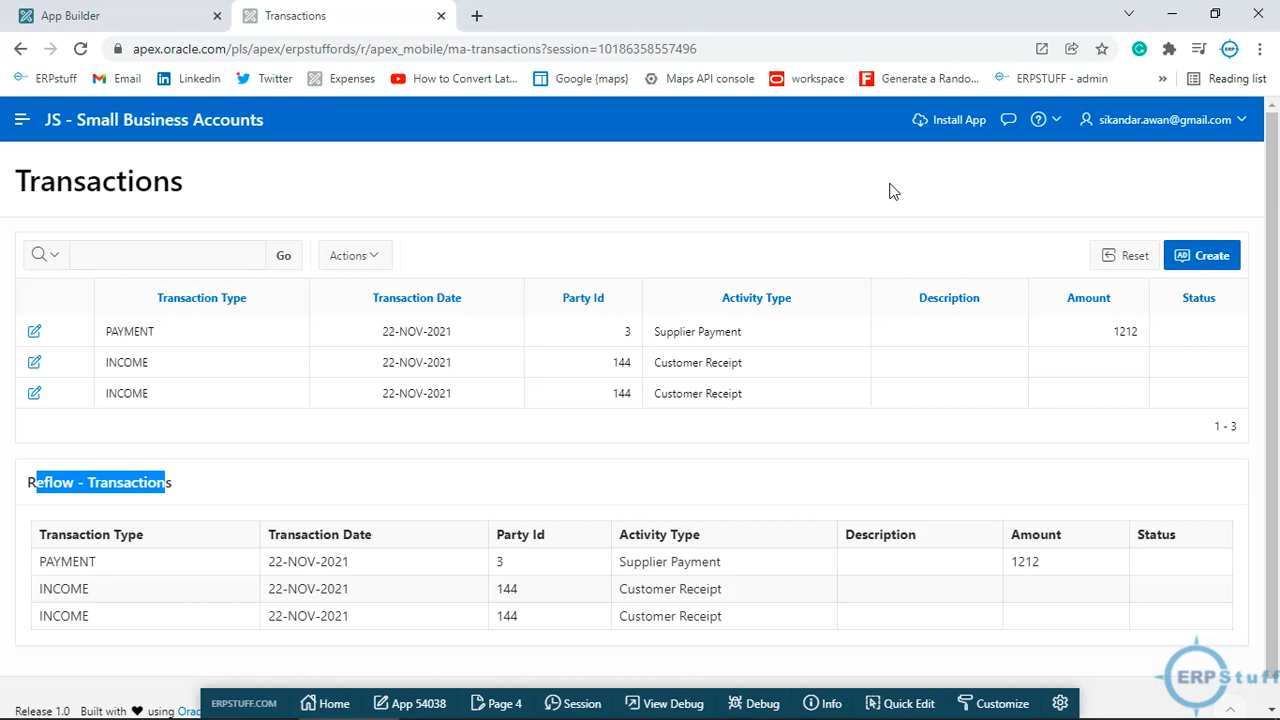 App Builder
Transactions
apex.oracle.com/pls/apex/erpstuffords/r/apex_mobile/ma-transactions?session=10186358557496
ERPstuff Email Linkedin Twitter Expenses How to Convert Lat... Google {maps} Maps API console workspace Generate a Rando... ERPSTUFF - admin » Reading list
JS - Small Business Accounts
Install App
sikandar.awan@gmail.com
Transactions
Go
Actions
Reset
Create
Transaction Type Transaction Date Party Id Activity Type Description Amount Status
PAYMENT 22-NOV-2021 3 Supplier Payment 1212
INCOME 22-NOV-2021 144 Customer Receipt
INCOME 22-NOV-2021 144 Customer Receipt
1 - 3
Reflow - Transactions
Transaction Type Transaction Date Party Id Activity Type Description Amount Status
PAYMENT 22-NOV-2021 3 Supplier Payment 1212
INCOME 22-NOV-2021 144 Customer Receipt
INCOME 22-NOV-2021 144 Customer Receipt
ERPStuff
ERPSTUFF.COM Home App 54038 Page 4 Session View Debug Debug Info Quick Edit Customize
Release 1.0 Built with ❤ using Orac